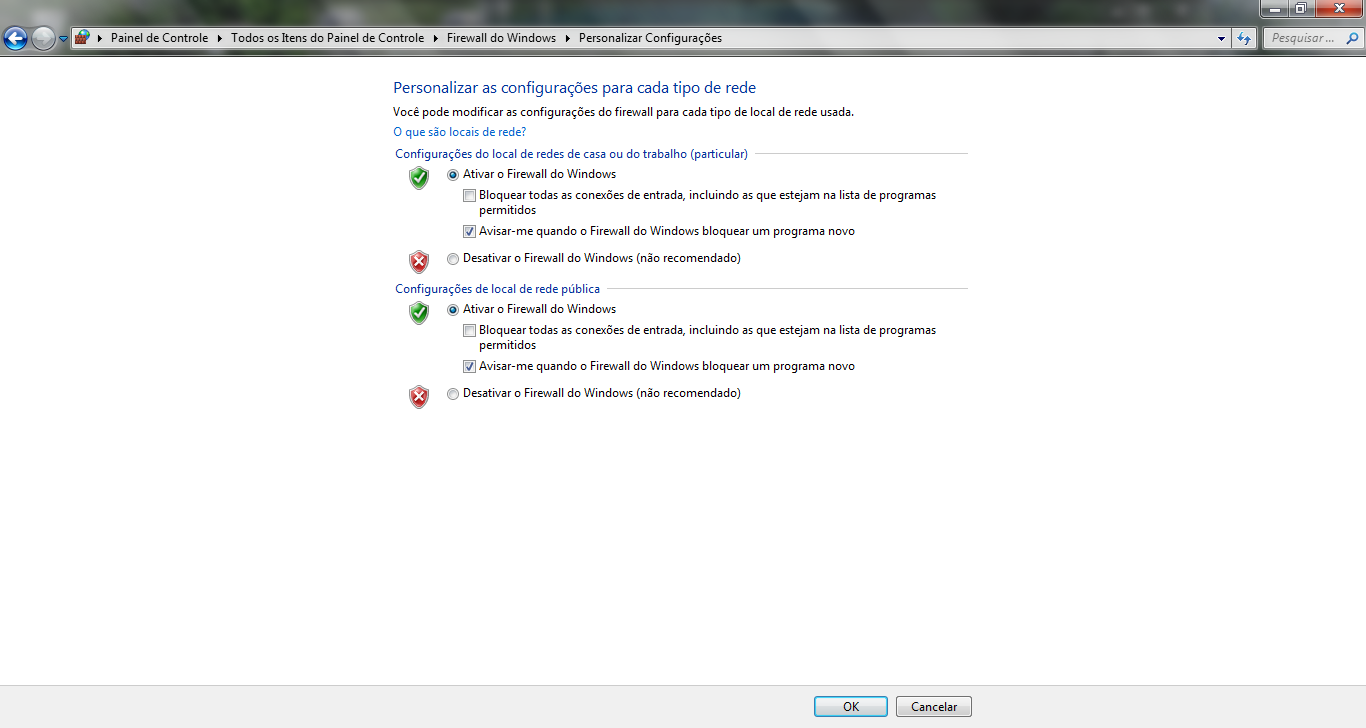 Painel de Controle Todos os Itens do Painel de Controle Firewall do Windows Personalizar Configurações Pesquisar ...
Personalizar as configurações para cada tipo de rede
Você pode modificar as configurações do firewall para cada tipo de local de rede usada.
O que são locais de rede?
Configurações do local de redes de casa ou do trabalho (particular)
Ativar o Firewall do Windows
Bloquear todas as conexões de entrada, incluindo as que estejam na lista de programas
permitidos
Avisar-me quando o Firewall do Windows bloquear um programa novo
Desativar o Firewall do Windows (não recomendado)
Configurações de local de rede pública
Ativar o Firewall do Windows
Bloquear todas as conexões de entrada, incluindo as que estejam na lista de programas
permitidos
Avisar-me quando o Firewall do Windows bloquear um programa novo
Desativar o Firewall do Windows (não recomendado)
OK Cancelar